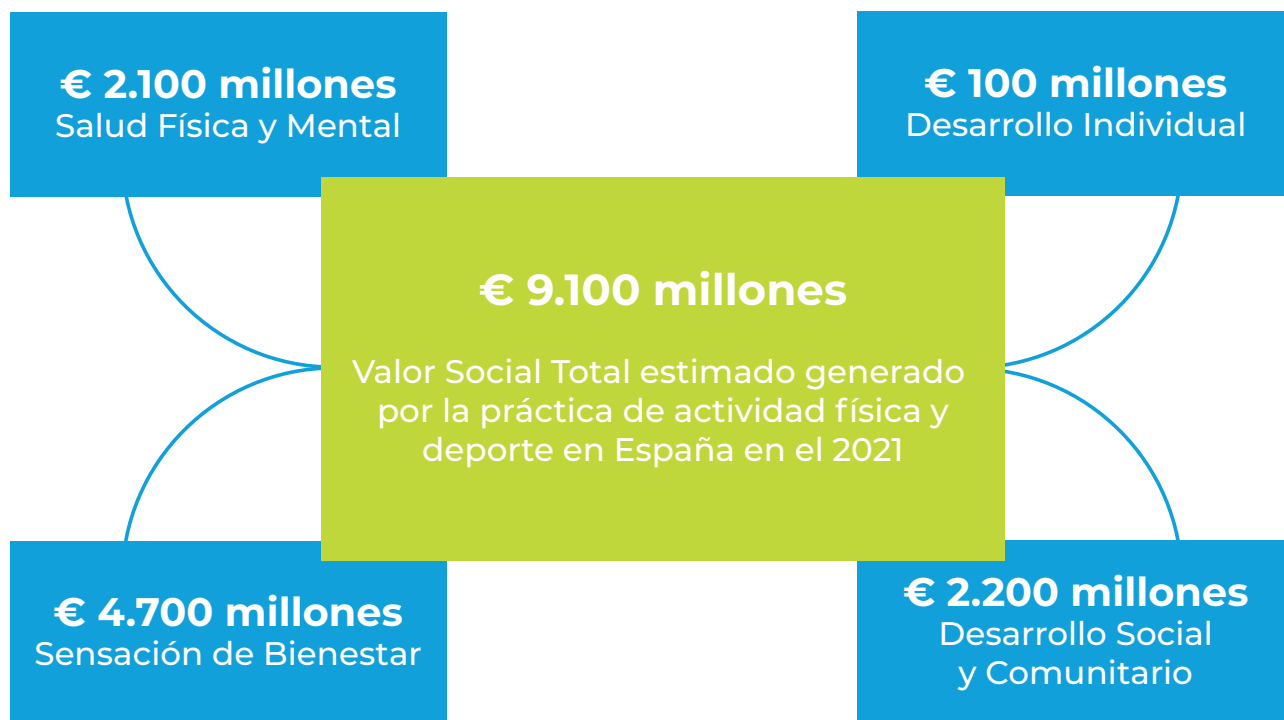 € 2.100 millones
Salud Física y Mental
€ 100 millones
Desarrollo Individual
€ 9.100 millones
Valor Social Total estimado generado
por la práctica de actividad física y
deporte en España en el 2021
€ 4.700 millones
Sensación de Bienestar
€ 2.200 millones
Desarrollo Social
y Comunitario